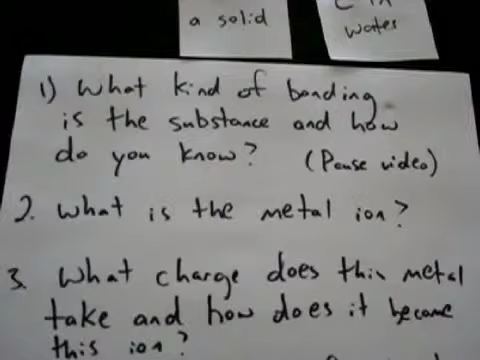 a solid
water
1) What kind of bonding
is the substance and how
do you know? (Pause video)
2. What is the metal ion?
3. What charge does this metal
take and how does it become
this ion?